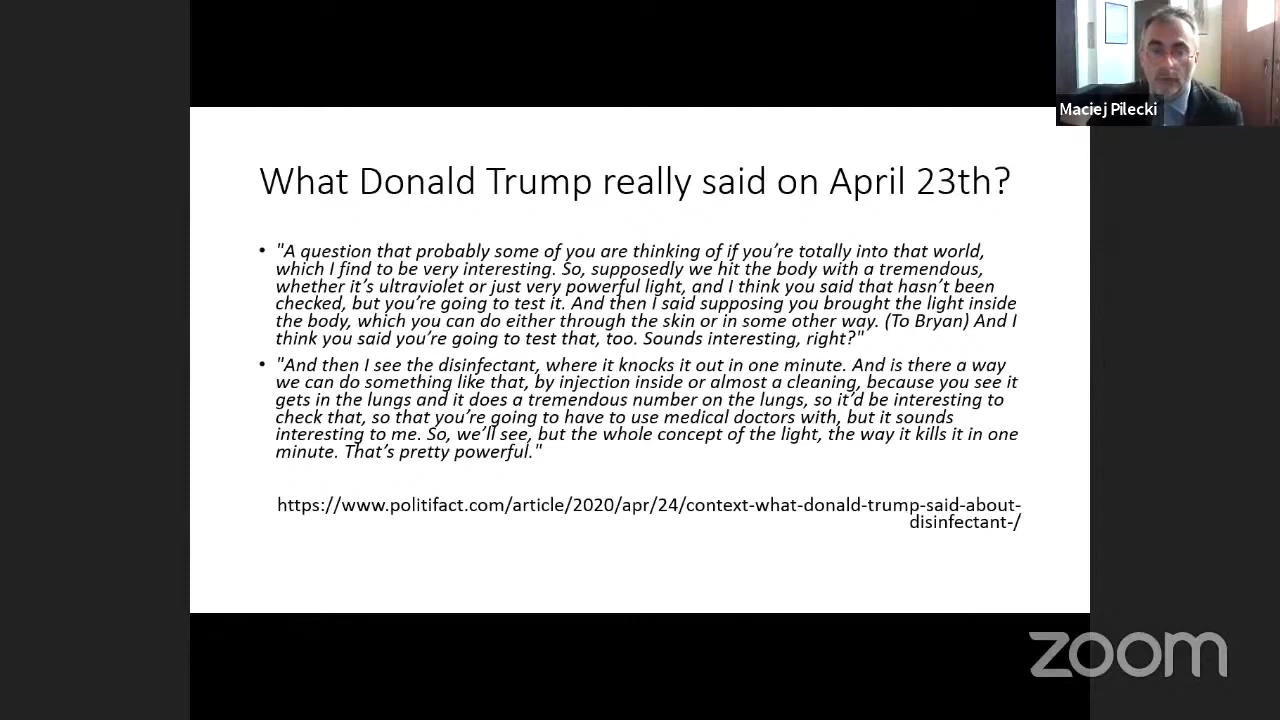 Maciej Pilecki
What Donald Trump really said on April 23th?
• "A question that probably some of you are thinking of if you're totally into that world,
which I find to be very interesting. So, supposedly we hit the body with a tremendous,
whether it's ultraviolet or just very powerful light, and I think you said that hasn't been
checked, but you're going to test it. And then I said supposing you brought the light inside
the body, which you can do either through the skin or in some other way. (To Bryan) And I
think you said you're going to test that, too. Sounds interesting, right?"
• "And then I see the disinfectant, where it knocks it out in one minute. And is there a way
we can do something like that, by injection inside or almost a cleaning, because you see it
gets in the lungs and it does a tremendous number on the lungs, so it'd be interesting to
check that, so that you're going to have to use medical doctors with, but it sounds
interesting to me. So, we'll see, but the whole concept of the light, the way it kills it in one
minute. That's pretty powerful."
https://www.politifact.com/article/2020/apr/24/context-what-donald-trump-said-about-
disinfectant-/
zoom